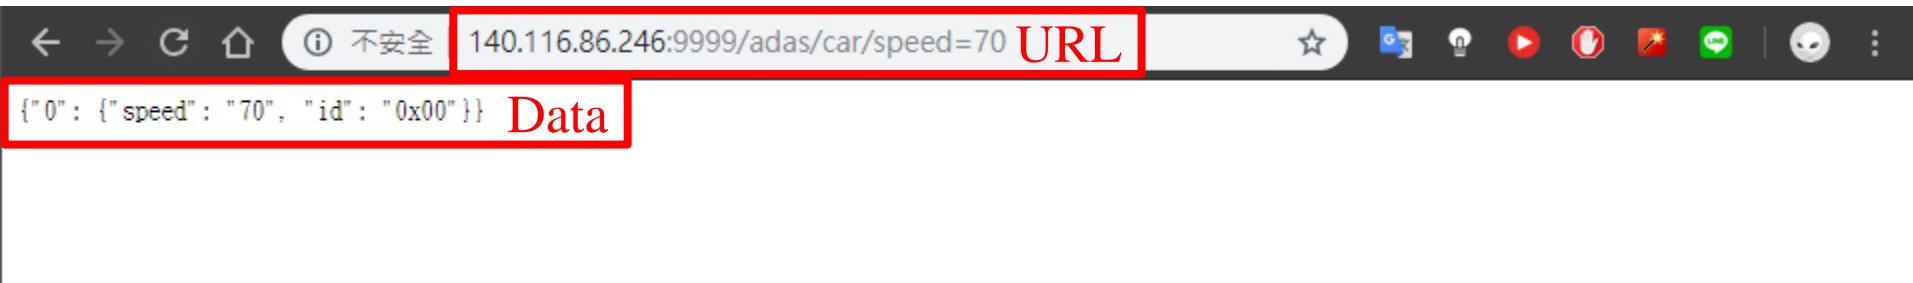 不安全 140.116.86.246:9999/adas/car/speed=70 URL
{"0": {"speed": "70", "id": "0x00"}} Data